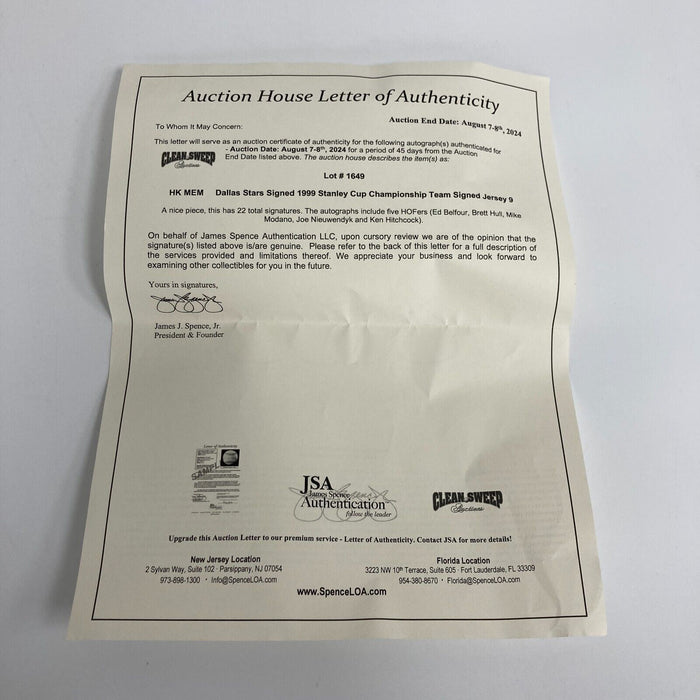 Auction House Letter of Authenticity
Auction End Date: August 7-8th, 2024
To Whom It May Concern:
This letter will serve as an auction certificate of authenticity for the following autograph(s) authenticated for
CLEAN SWEEP Auctions - Auction Date: August 7-8th, 2024 for a period of 45 days from the Auction
End Date listed above. The auction house describes the item(s) as:
Lot # 1649
HK MEM Dallas Stars Signed 1999 Stanley Cup Championship Team Signed Jersey 9
A nice piece, this has 22 total signatures. The autographs include five HOFers (Ed Belfour, Brett Hull, Mike
Modano, Joe Nieuwendyk and Ken Hitchcock).
On behalf of James Spence Authentication LLC, upon cursory review we are of the opinion that the
signature(s) listed above is/are genuine. Please refer to the back of this letter for a full description of
the services provided and limitations thereof. We appreciate your business and look forward to
examining other collectibles for you in the future.
Yours in signatures,
James J. Spence, Jr.
President & Founder
Letter of Authenticity
SAMPLE
JSA
James Spence
Authentication
follow the leader
CLEAN SWEEP
Auctions
Upgrade this Auction Letter to our premium service - Letter of Authenticity. Contact JSA for more details!
New Jersey Location
2 Sylvan Way, Suite 102 · Parsippany, NJ 07054
973-898-1300 · Info@SpenceLOA.com
Florida Location
3223 NW 10th Terrace, Suite 605 · Fort Lauderdale, FL 33309
954-380-8670 · Florida@SpenceLOA.com
www.SpenceLOA.com